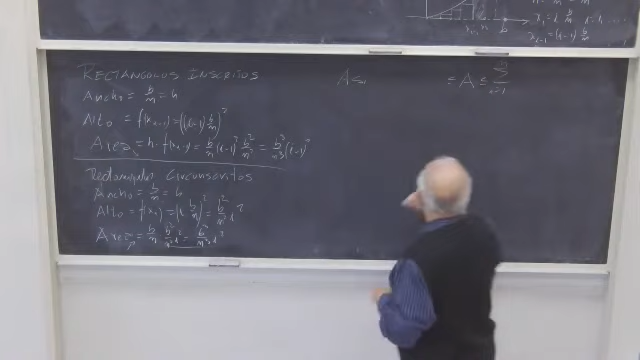 x_i = i b/n
x_{i-1} = (i-1) b/n
RECTANGULOS INSCRITOS
Ancho = b/n = h
Alto = f(x_{i-1}) = ((i-1) b/n)^2
Area = h · f(x_{i-1}) = b/n (i-1)^2 b^2/n^2 = b^3/n^3 (i-1)^2
Rectangulos Circunscritos
Ancho = b/n = h
Alto = f(x_i) = (i b/n)^2 = b^2/n^2 i^2
Area = b/n b^2/n^2 i^2 = b^3/n^3 i^2
= A ≤ Σ